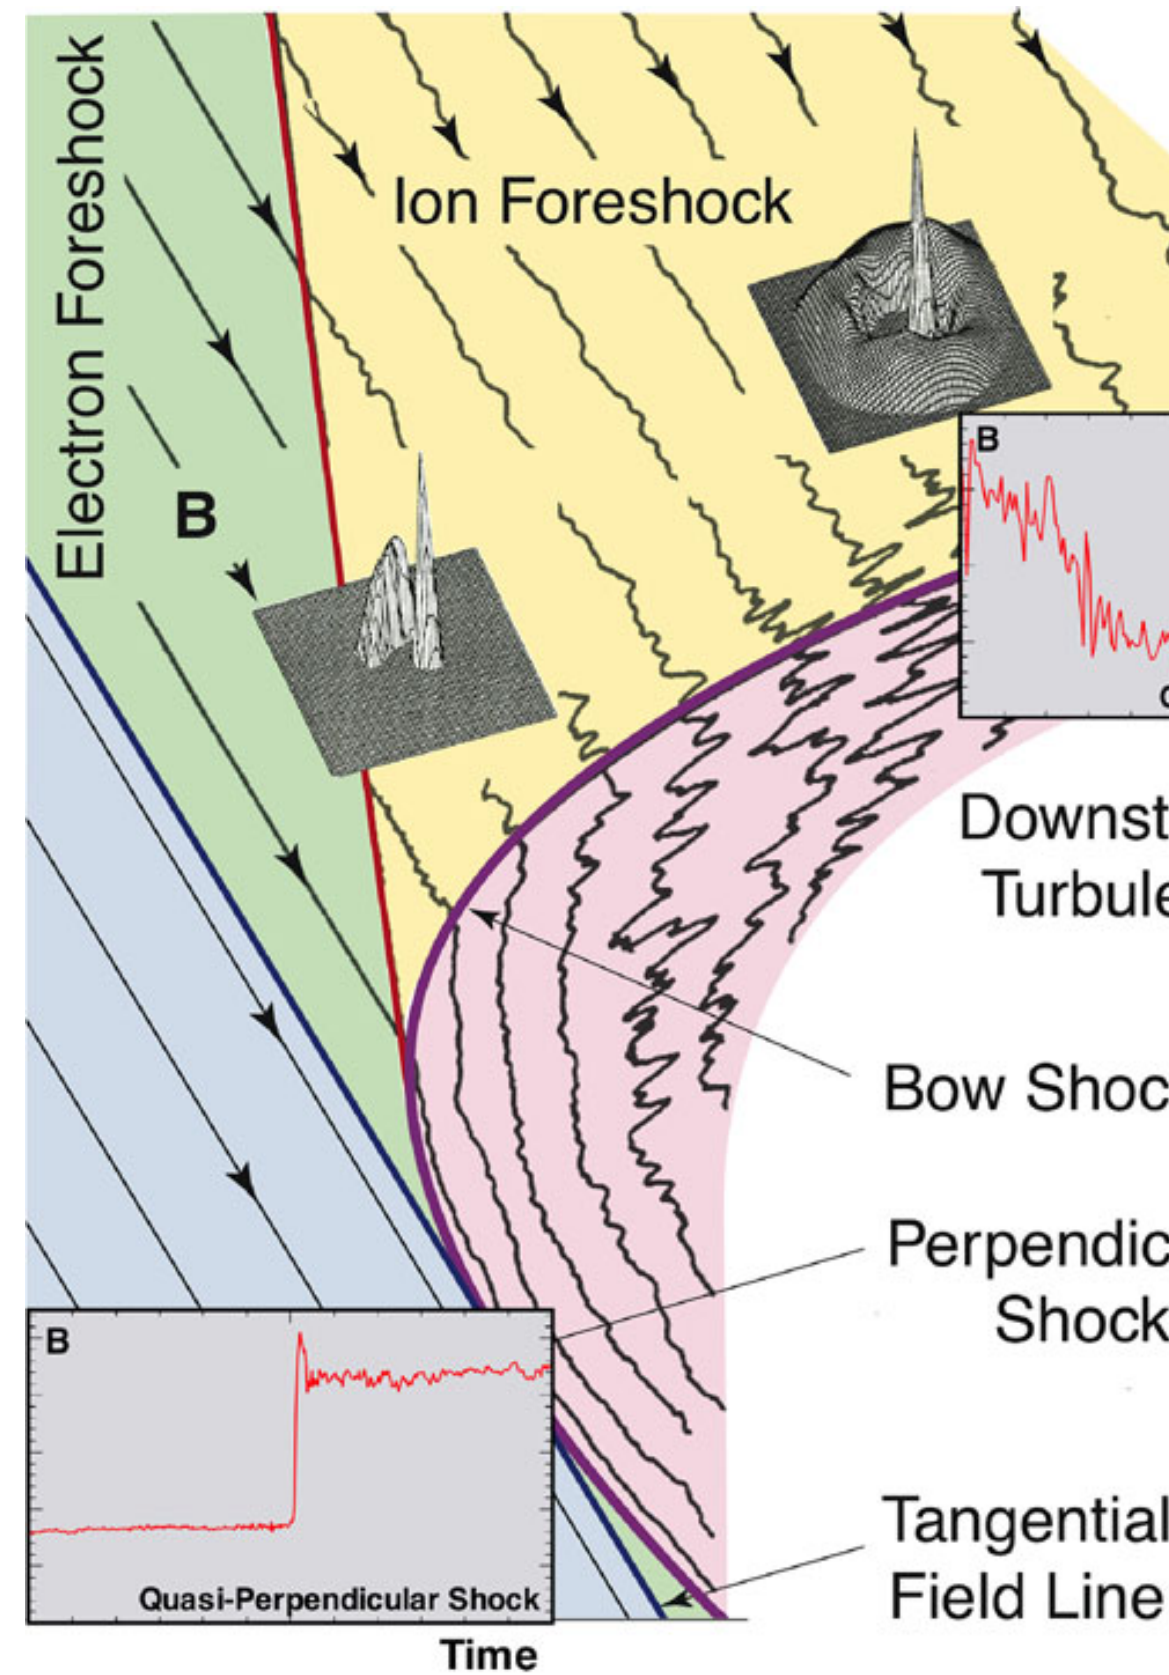 Electron Foreshock
Ion Foreshock
B
B
Downst
Turbule
Bow Shoc
Perpendic
Shock
B
Quasi-Perpendicular Shock
Time
Tangential
Field Line